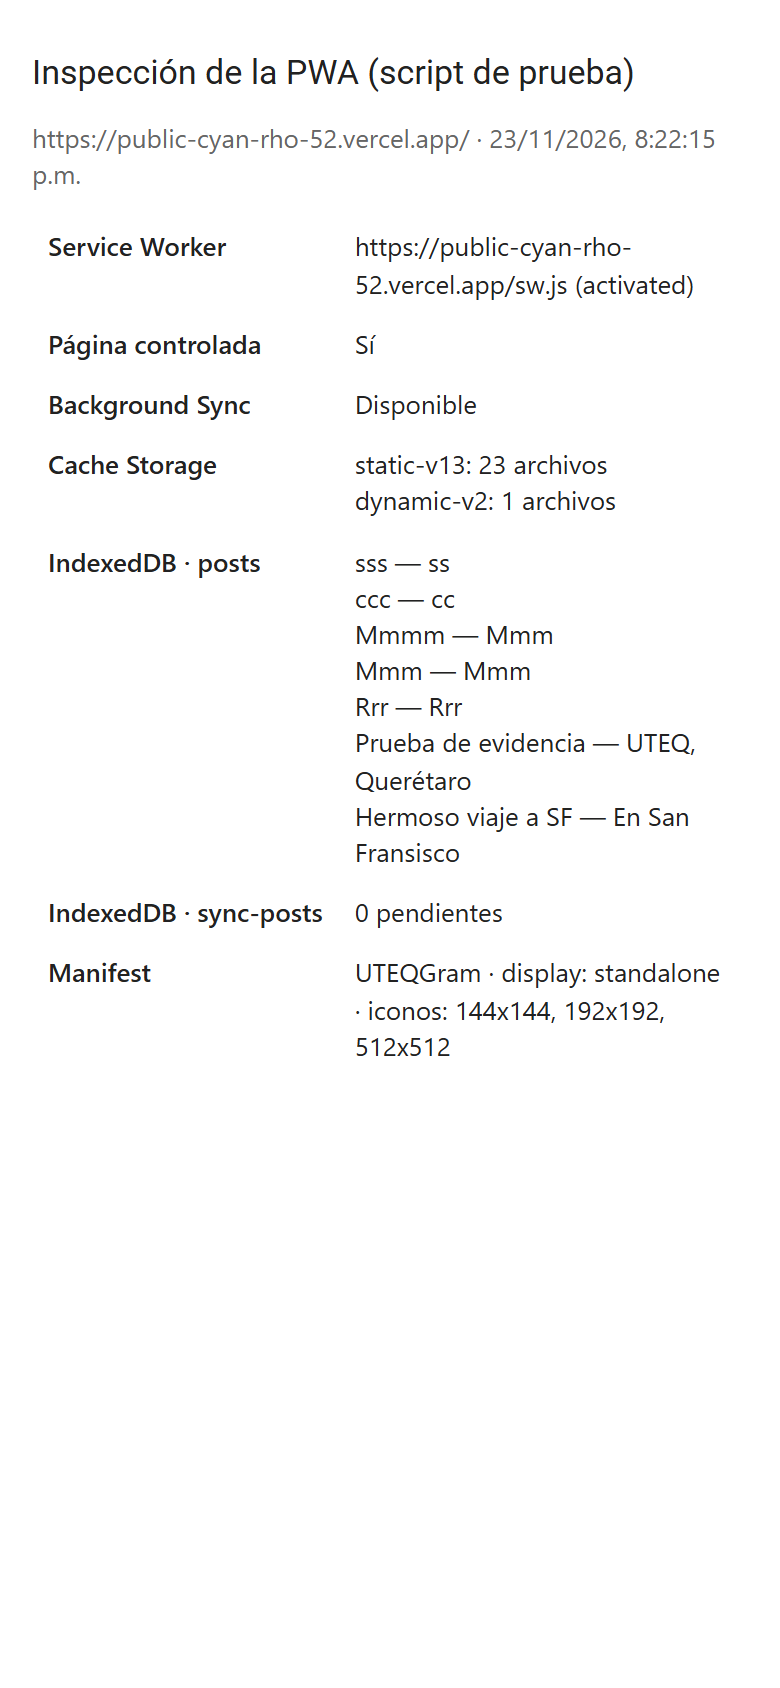 Inspección de la PWA (script de prueba)
https://public-cyan-rho-52.vercel.app/ · 23/11/2026, 8:22:15
p.m.
Service Worker https://public-cyan-rho-
52.vercel.app/sw.js (activated)
Página controlada Sí
Background Sync Disponible
Cache Storage static-v13: 23 archivos
dynamic-v2: 1 archivos
IndexedDB · posts sss — ss
ccc — cc
Mmmm — Mmm
Mmm — Mmm
Rrr — Rrr
Prueba de evidencia — UTEQ,
Querétaro
Hermoso viaje a SF — En San
Fransisco
IndexedDB · sync-posts 0 pendientes
Manifest UTEQGram · display: standalone
· iconos: 144x144, 192x192,
512x512